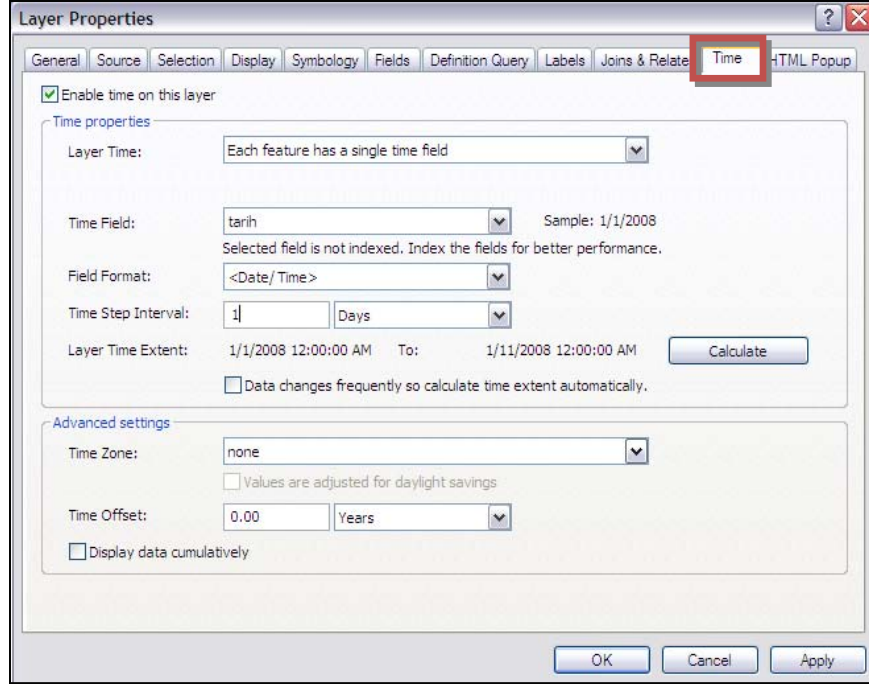 Layer Properties
General Source Selection Display Symbology Fields Definition Query Labels Joins & Relate Time HTML Popup
Enable time on this layer
Time properties
Layer Time: Each feature has a single time field
Time Field: tarih Sample: 1/1/2008
Selected field is not indexed. Index the fields for better performance.
Field Format: <Date/Time>
Time Step Interval: 1 Days
Layer Time Extent: 1/1/2008 12:00:00 AM To: 1/11/2008 12:00:00 AM Calculate
Data changes frequently so calculate time extent automatically.
Advanced settings
Time Zone: none
Values are adjusted for daylight savings
Time Offset: 0.00 Years
Display data cumulatively
OK Cancel Apply